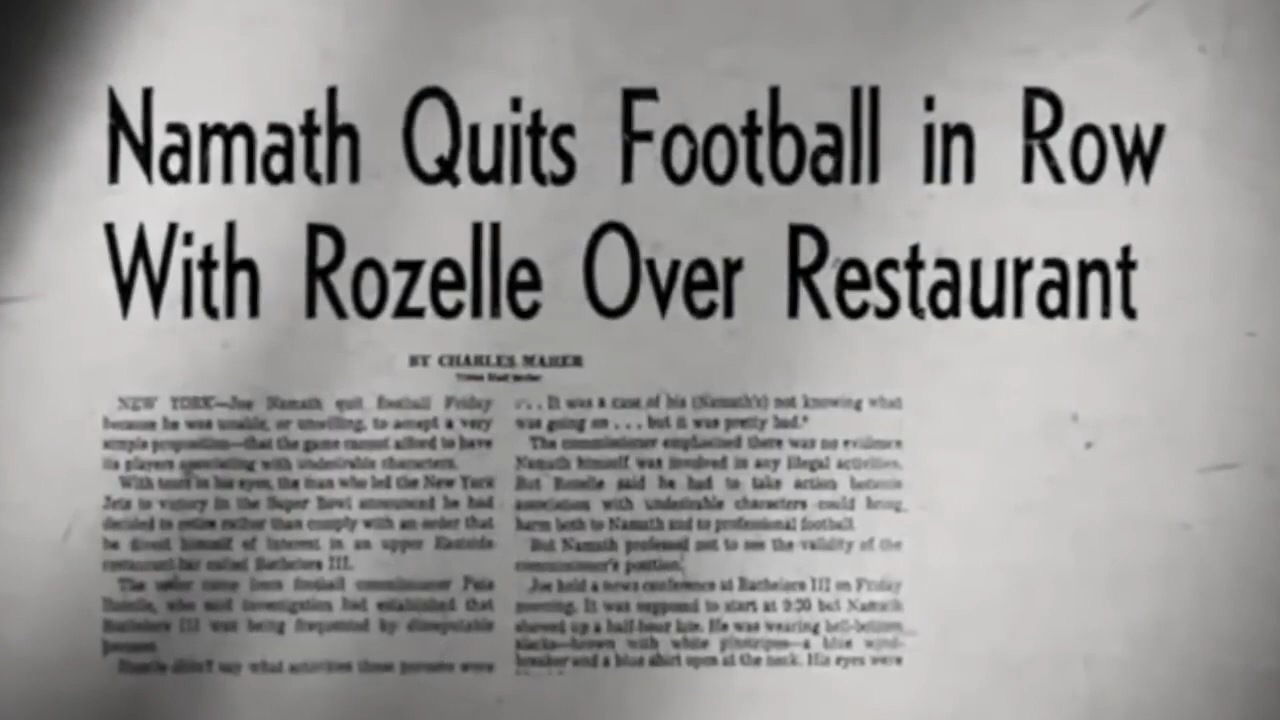 Namath Quits Football in Row
With Rozelle Over Restaurant
BY CHARLES MAHER
Times Staff Writer
NEW YORK—Joe Namath quit football Friday
because he was unable, or unwilling, to accept a very
simple proposition—that the game cannot afford to have
its players associating with undesirable characters.
With tears in his eyes, the man who led the New York
Jets to victory in the Super Bowl announced he had
decided to retire rather than comply with an order that
he divest himself of interest in an upper Eastside
restaurant-bar called Bachelors III.
The order came from football commissioner Pete
Rozelle, who said investigation had established that
Bachelors III was being frequented by disreputable
persons.
Rozelle didn't say what activities these persons were
. . . It was a case of his (Namath's) not knowing what
was going on . . . but it was pretty bad."
The commissioner emphasized there was no evidence
Namath himself was involved in any illegal activities.
But Rozelle said he had to take action because
association with undesirable characters could bring
harm both to Namath and to professional football.
But Namath professed not to see the validity of the
commissioner's position.
Joe held a news conference at Bachelors III on Friday
morning. It was supposed to start at 9:30 but Namath
showed up a half-hour late. He was wearing bell-bottom
slacks—brown with white pinstripes—a blue wind-
breaker and a blue shirt open at the neck. His eyes were